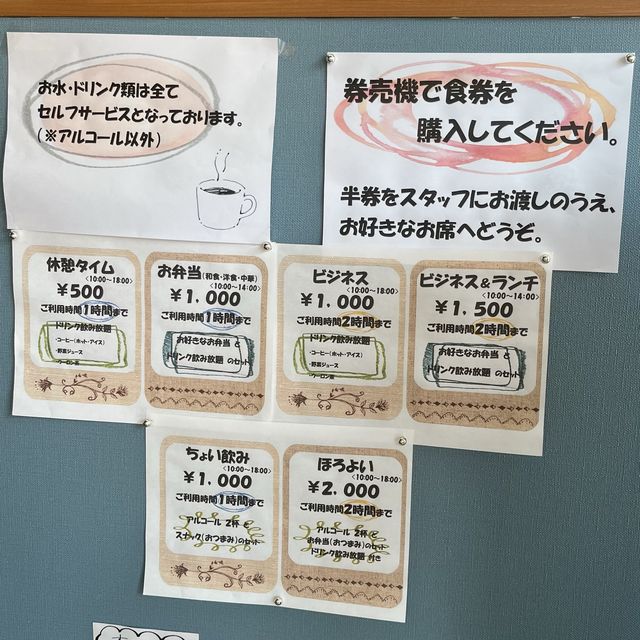 お水・ドリンク類は全て
セルフサービスとなっております。
(※アルコール以外)
券売機で食券を
購入してください。
半券をスタッフにお渡しのうえ、
お好きなお席へどうぞ。
休憩タイム
<10:00~18:00>
￥500
ご利用時間1時間まで
ドリンク飲み放題
・コーヒー(ホット・アイス)
・野菜ジュース
・ウーロン茶
お弁当(和食・洋食・中華)
<10:00~14:00>
￥1,000
ご利用時間1時間まで
お好きなお弁当 と
ドリンク飲み放題 のセット
ビジネス
<10:00~18:00>
￥1,000
ご利用時間2時間まで
ドリンク飲み放題
・コーヒー(ホット・アイス)
・野菜ジュース
・ウーロン茶
ビジネス&ランチ
<10:00~14:00>
￥1,500
ご利用時間2時間まで
お好きなお弁当 と
ドリンク飲み放題 のセット
ちょい飲み
<10:00~18:00>
￥1,000
ご利用時間1時間まで
アルコール 2杯 と
スナック(おつまみ)のセット
ほろよい
<10:00~18:00>
￥2,000
ご利用時間2時間まで
アルコール 2杯 と
お弁当(おつまみ)のセット
ドリンク飲み放題 付き